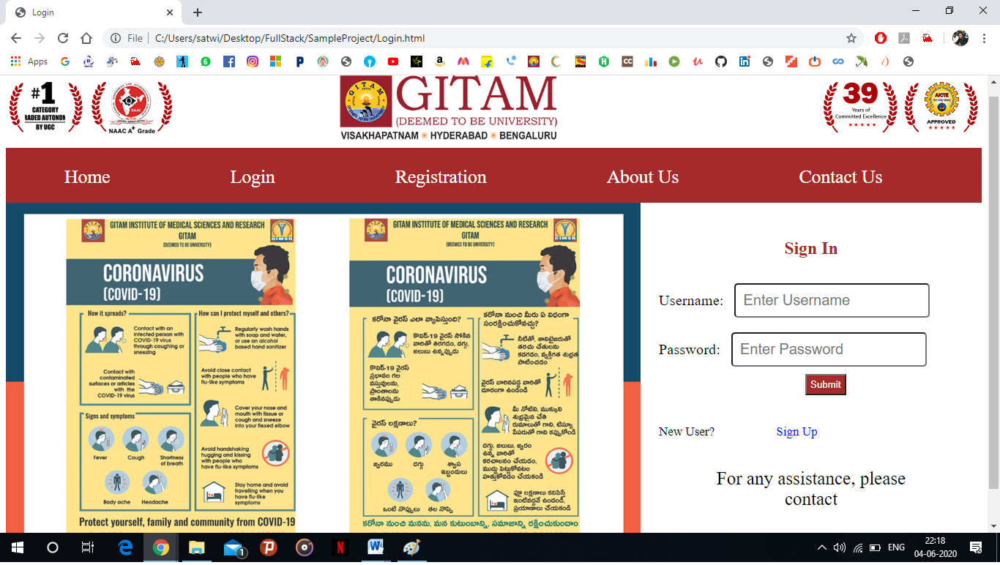 Login
File
C:/Users/satwi/Desktop/FullStack/SampleProject/Login.html
Apps
#1
CATEGORY
RADED AUTONOM
BY UGC
NAAC A+ Grade
GITAM
GITAM
(DEEMED TO BE UNIVERSITY)
VISAKHAPATNAM HYDERABAD BENGALURU
39
Years of
Committed Excellence
AICTE
APPROVED
Home Login Registration About Us Contact Us
GITAM INSTITUTE OF MEDICAL SCIENCES AND RESEARCH
GITAM
(DEEMED TO BE UNIVERSITY)
GIMSR
CORONAVIRUS
(COVID-19)
How it spreads?
Contact with an
infected person with
COVID-19 virus
through coughing or
sneezing
Contact with
contaminated
surfaces or articles
with the
COVID-19 virus
Signs and symptoms
Fever
Cough
Shortness
of breath
Body ache
Headache
How can I protect myself and others?
Regularly wash hands
with soap and water,
or use an alcohol
based hand sanitizer
Avoid close contact
with people who have
flu-like symptoms
Cover your nose and
mouth with tissue or
cough and sneeze
into your flexed elbow
Avoid handshaking
hugging and kissing
with people who
have flu-like symptoms
Stay home and avoid
travelling when you
have flu-like
symptoms
Protect yourself, family and community from COVID-19
GITAM INSTITUTE OF MEDICAL SCIENCES AND RESEARCH
GITAM
(DEEMED TO BE UNIVERSITY)
GIMSR
CORONAVIRUS
(COVID-19)
కరోనా వైరస్ ఎలా వ్యాపిస్తుంది?
కొవిడ్-19 వైరస్ సోకిన
వారితో తిరగడం, దగ్గు,
జలుబు ఉన్నప్పుడు
కొవిడ్-19 వైరస్
ప్రభావం గల
వస్తువులను,
ప్రాంతాలను
తాకినప్పుడు
వైరస్ లక్షణాలు?
జ్వరము
దగ్గు
శ్వాస
ఇబ్బందులు
ఒంటి నొప్పులు
తల నొప్పి
కరోనా నుంచి మీరు ఏ విధంగా
సంరక్షించుకోవచ్చు?
నీటితో, శానిటైజరుతో
తరచు చేతులను
కడగడం, వ్యక్తిగత శుభ్రత
పాటించడం
వైరస్ బారినపడ్డ వారితో
దూరంగా ఉండండి
మీ నోటిని, ముక్కుని
శుభ్రమైన చేతి
రుమాలుతో గాని, టిస్యూ
పేపరుతో గాని కప్పుకోండి
దగ్గు, జలుబు, జ్వరం
ఉన్న వారితో
కరచాలనం చేయడం,
ముద్దు పెట్టుకోవటం
హత్తుకోవడం చేయకండి
ఫ్లూ లక్షణాలు కనిపిస్తే
ఇంటివద్దనే ఉండండి,
ప్రయాణాలు చేయకండి
కరోనా నుంచి మనను, మన కుటుంబాన్ని, సమాజాన్ని రక్షించుకుందాం
Sign In
Username: Enter Username
Password: Enter Password
Submit
New User? Sign Up
For any assistance, please
contact
1
ENG
22:18
04-06-2020